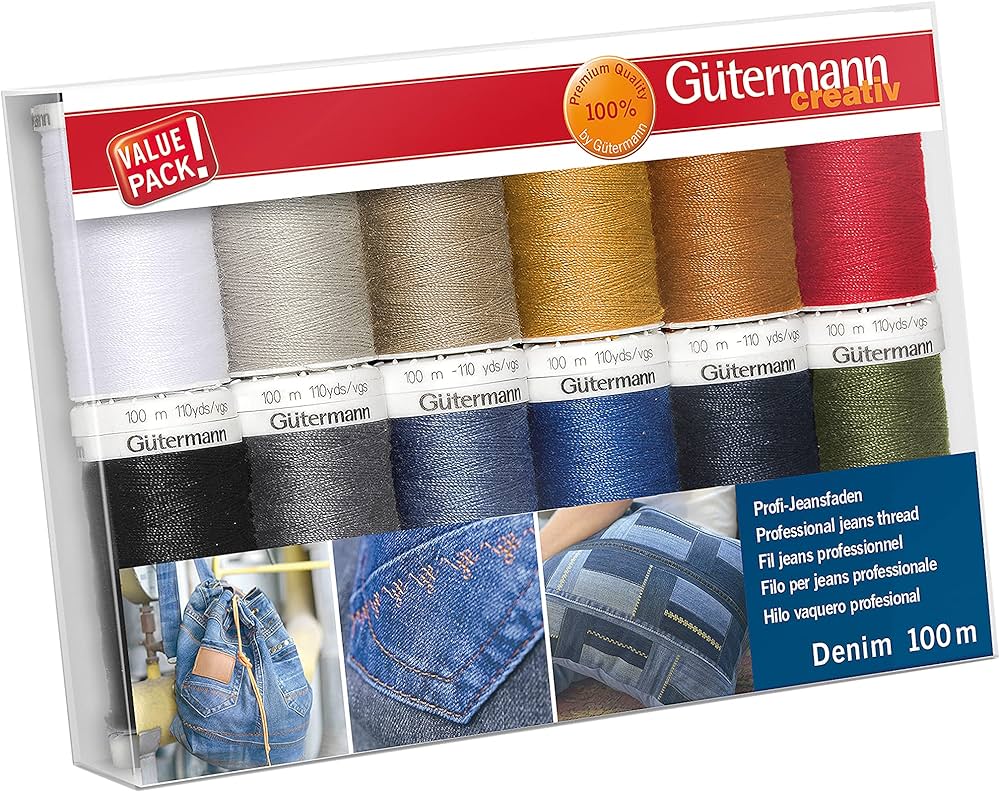 Premium Quality
100%
by Gütermann
Gütermann
creativ
VALUE
PACK!
100 m 110yds/vgs
Gütermann
100 m 110yds/vgs
Gütermann
100 m -110 yds/vgs
Gütermann
100 m 110yds/vgs
Gütermann
100 m -110 yds/vgs
Gütermann
100 m 110yds/vgs
Gütermann
Profi-Jeansfaden
Professional jeans thread
Fil jeans professionnel
Filo per jeans professionale
Hilo vaquero profesional
Denim 100 m